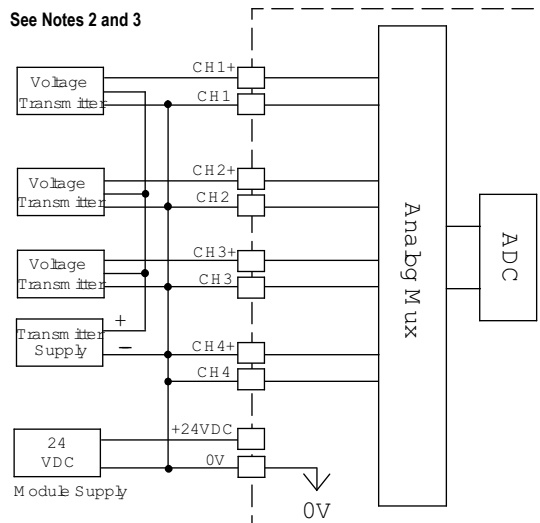 See Notes 2 and 3
CH1+
Voltage
Transmitter
CH1
CH2+
Voltage
Transmitter
CH2
CH3+
Voltage
Transmitter
CH3
Transmitter
Supply
+
–
CH4+
CH4
+24VDC
24
VDC
0V
Module Supply
0V
Analog Mux
ADC